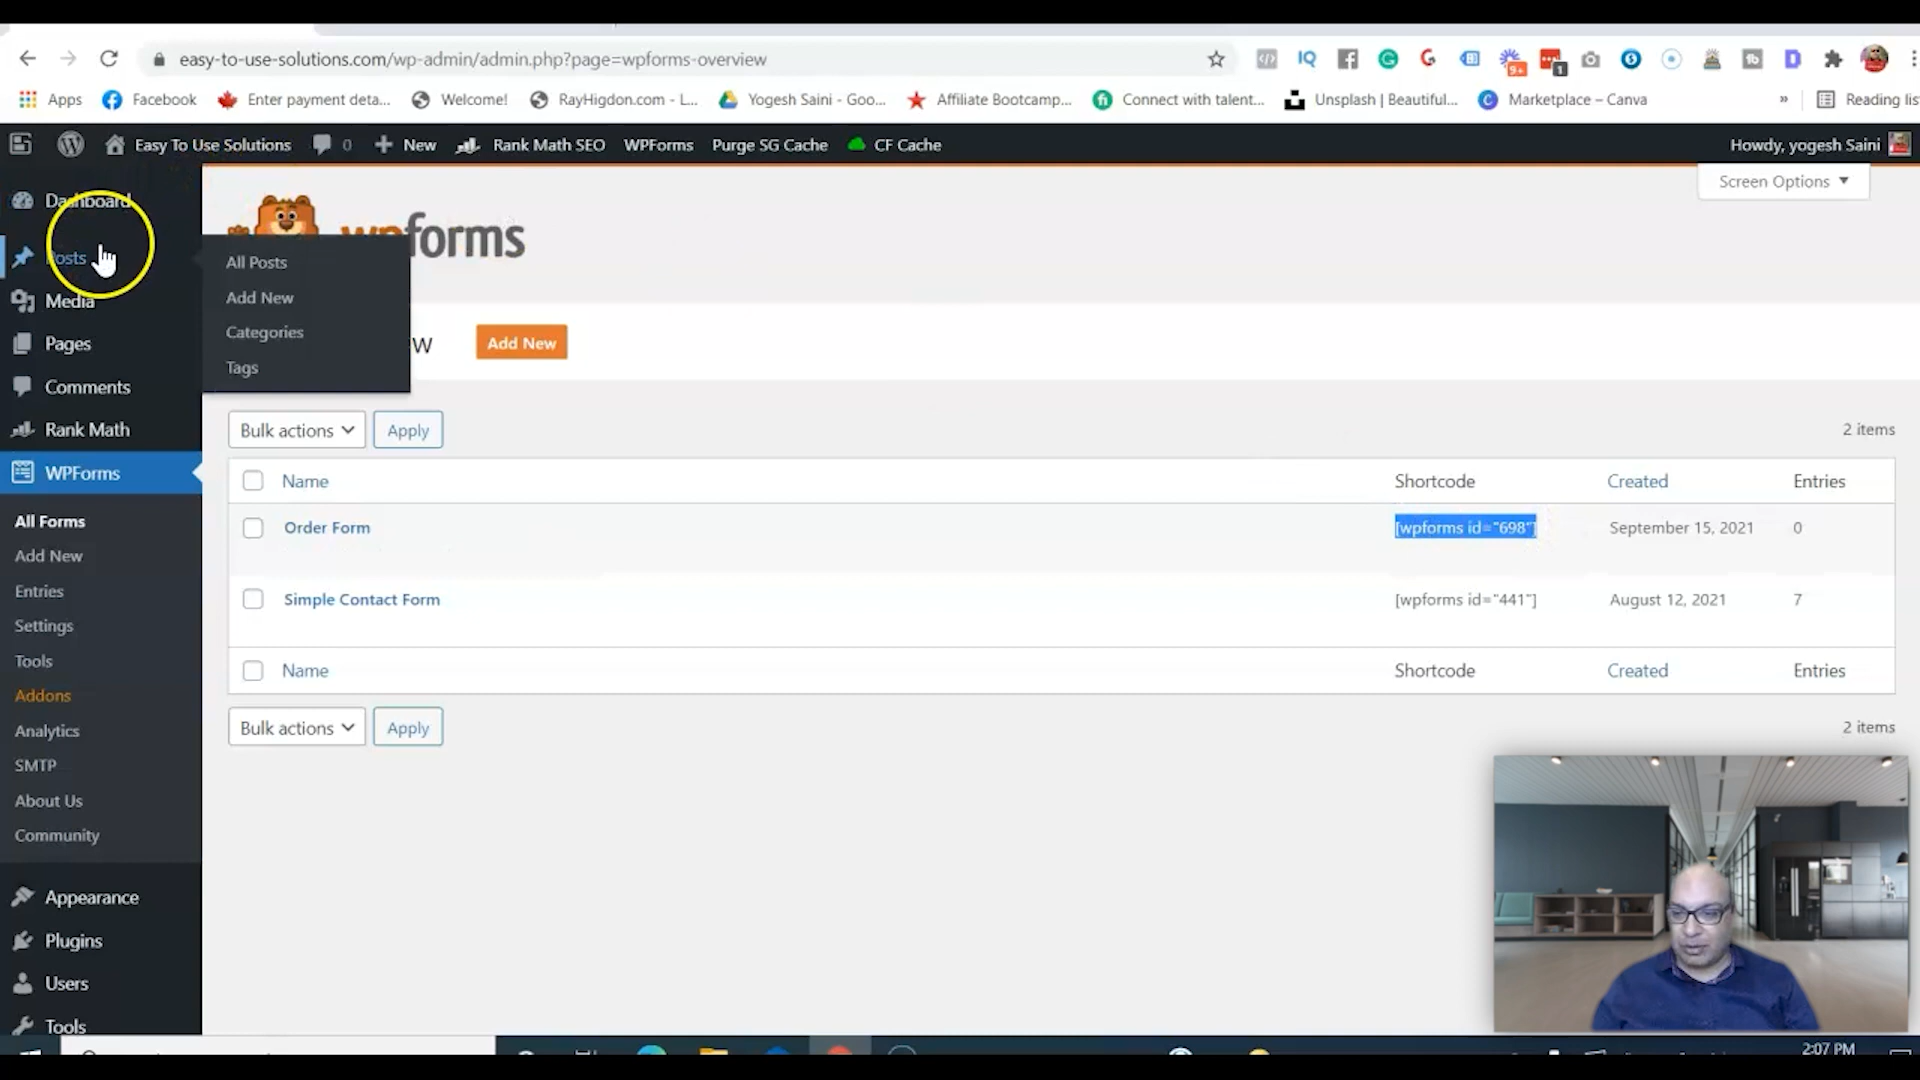 easy-to-use-solutions.com/wp-admin/admin.php?page=wpforms-overview
9+
1
Apps
Facebook
Enter payment deta...
Welcome!
RayHigdon.com - L...
Yogesh Saini - Goo...
Affiliate Bootcamp...
Connect with talent...
Unsplash | Beautiful...
Marketplace – Canva
»
Reading lis
Easy To Use Solutions
0
New
Rank Math SEO
WPForms
Purge SG Cache
CF Cache
Howdy, yogesh Saini
Screen Options
Dashboard
Posts
Media
Pages
Comments
Rank Math
WPForms
All Forms
Add New
Entries
Settings
Tools
Addons
Analytics
SMTP
About Us
Community
Appearance
Plugins
Users
Tools
All Posts
Add New
Categories
Tags
wpforms
w
Add New
Bulk actions
Apply
2 items
Name
Shortcode
Created
Entries
Order Form
[wpforms id="698"]
September 15, 2021
0
Simple Contact Form
[wpforms id="441"]
August 12, 2021
7
Name
Shortcode
Created
Entries
Bulk actions
Apply
2 items
2:07 PM